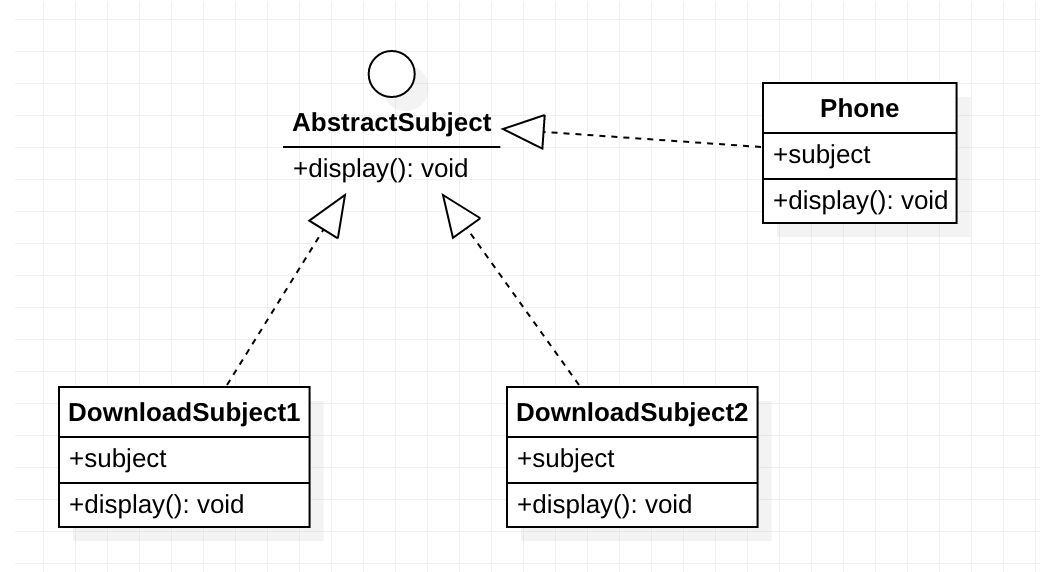 AbstractSubject
+display(): void
Phone
+subject
+display(): void
DownloadSubject1
+subject
+display(): void
DownloadSubject2
+subject
+display(): void